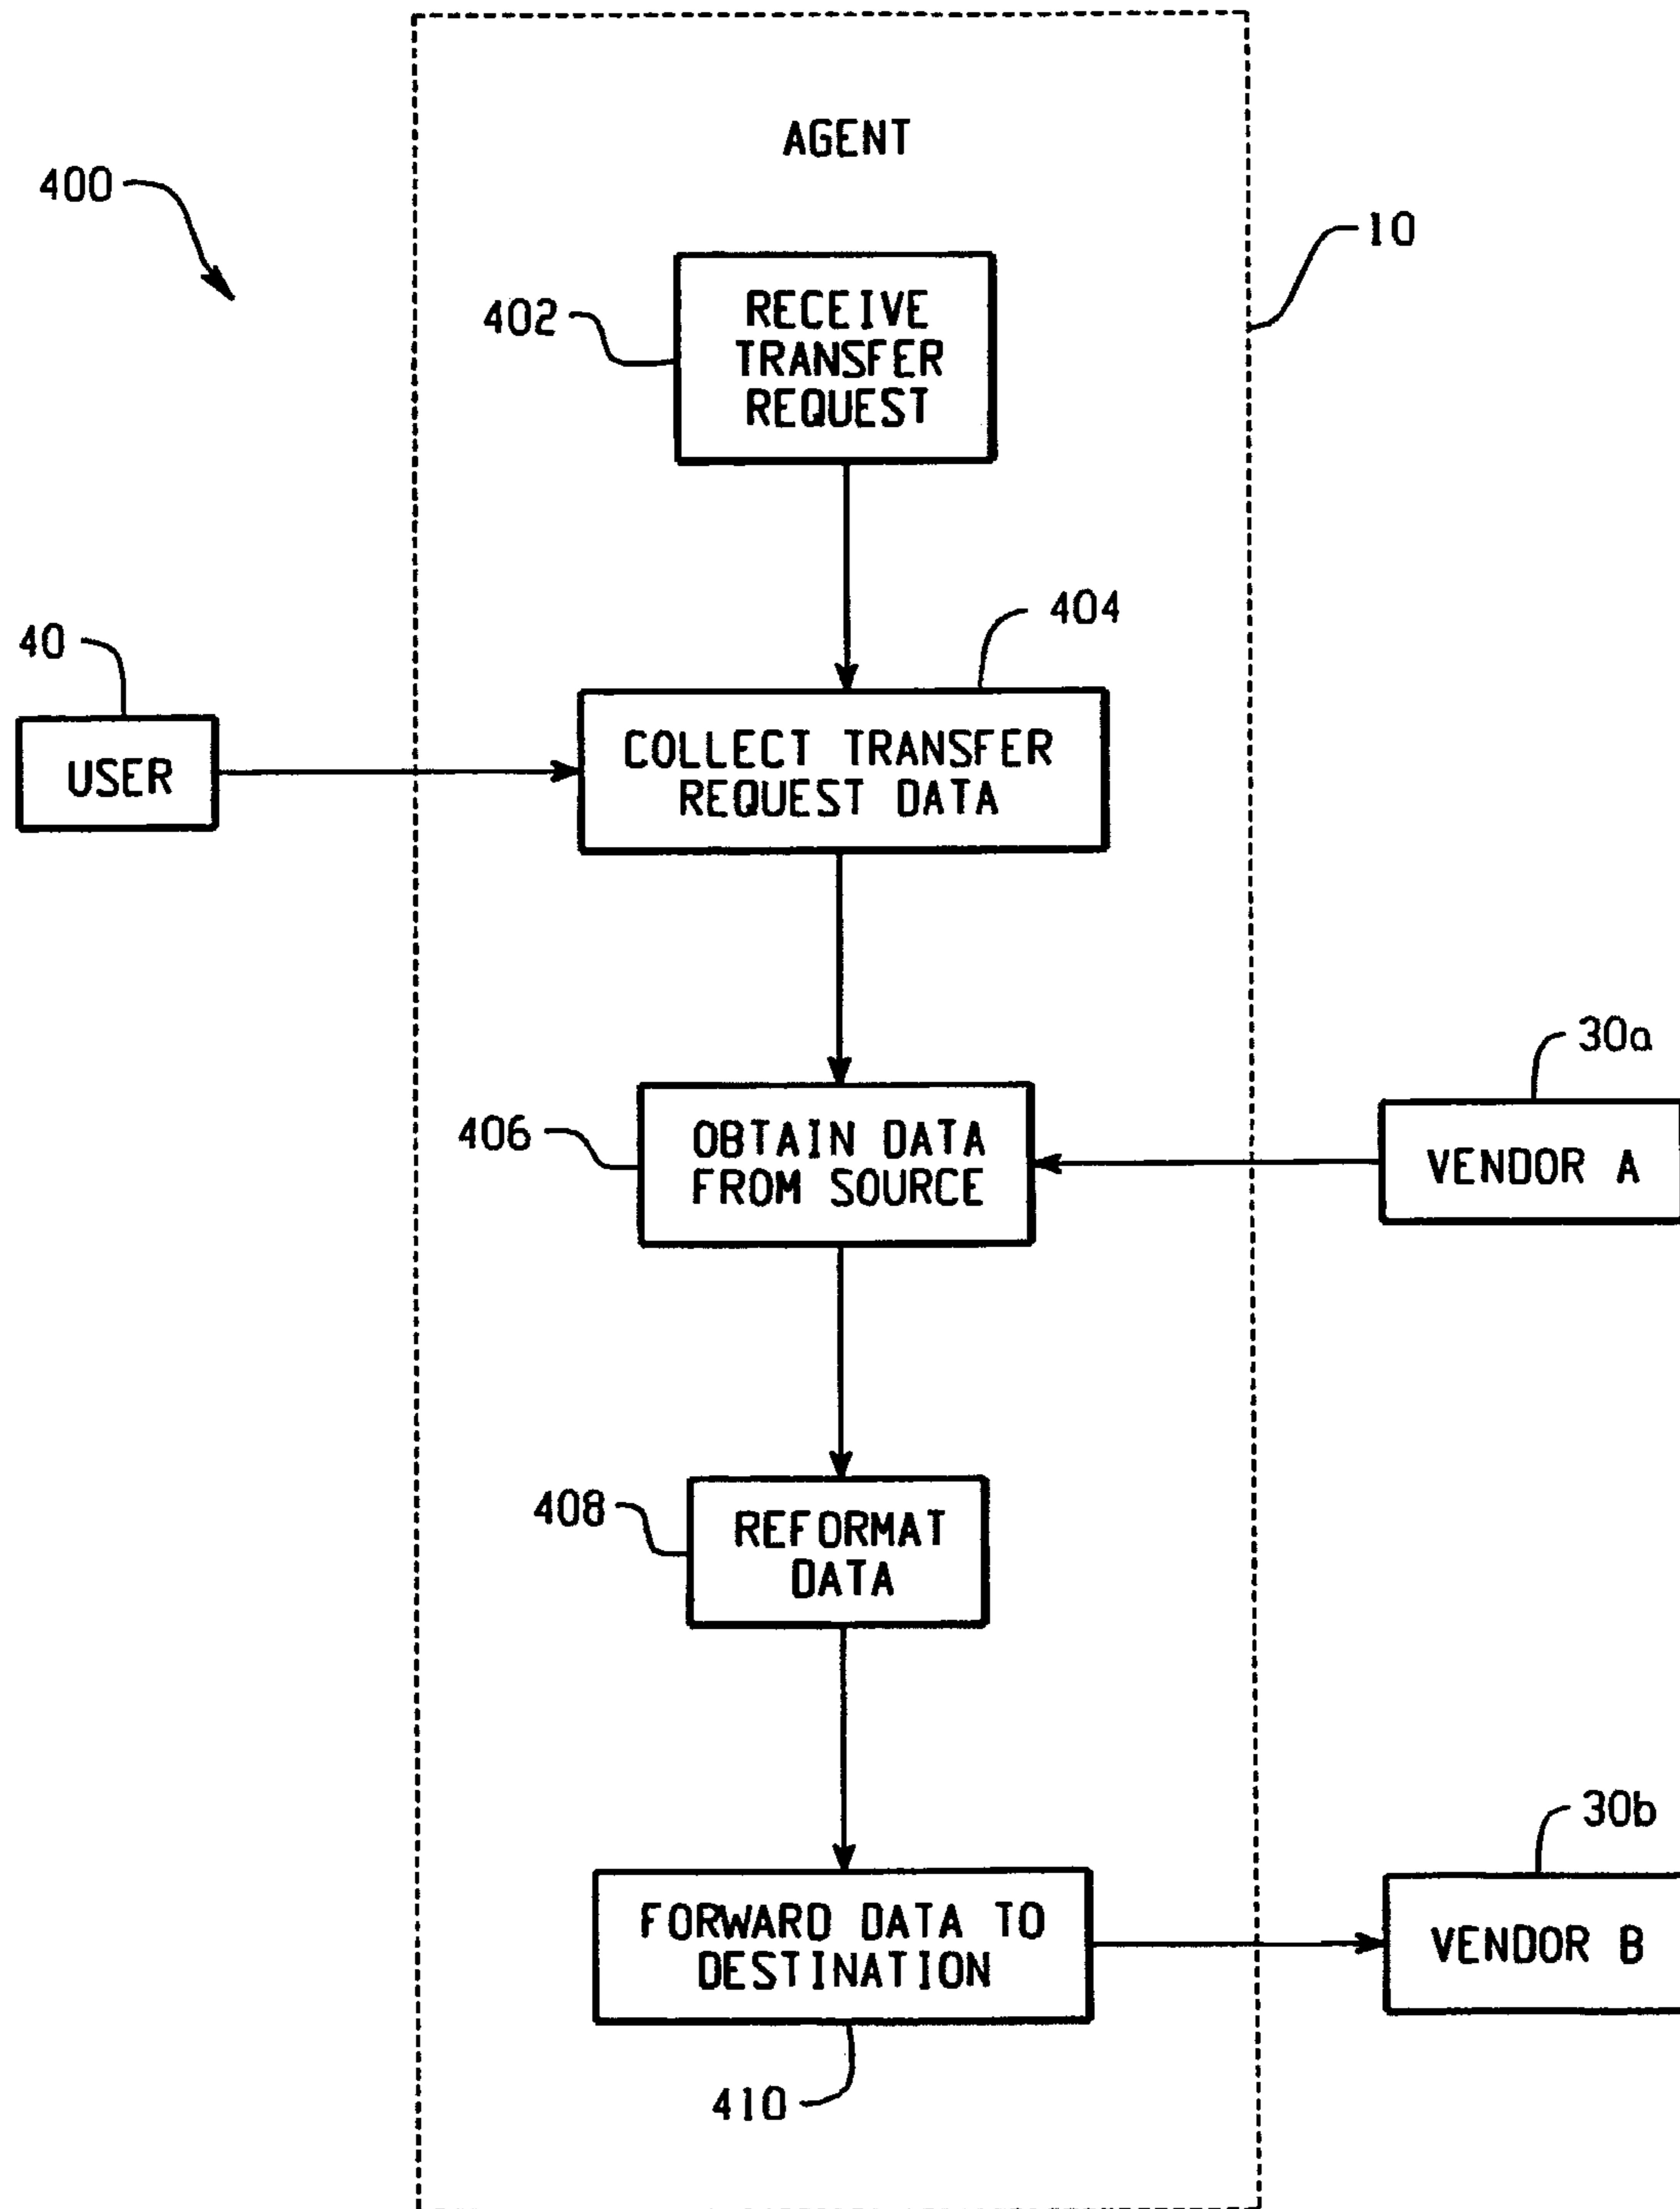 AGENT
400
10
402
RECEIVE
TRANSFER
REQUEST
404
40
USER
COLLECT TRANSFER
REQUEST DATA
30a
406
OBTAIN DATA
FROM SOURCE
VENDOR A
408
REFORMAT
DATA
30b
FORWARD DATA TO
DESTINATION
VENDOR B
410